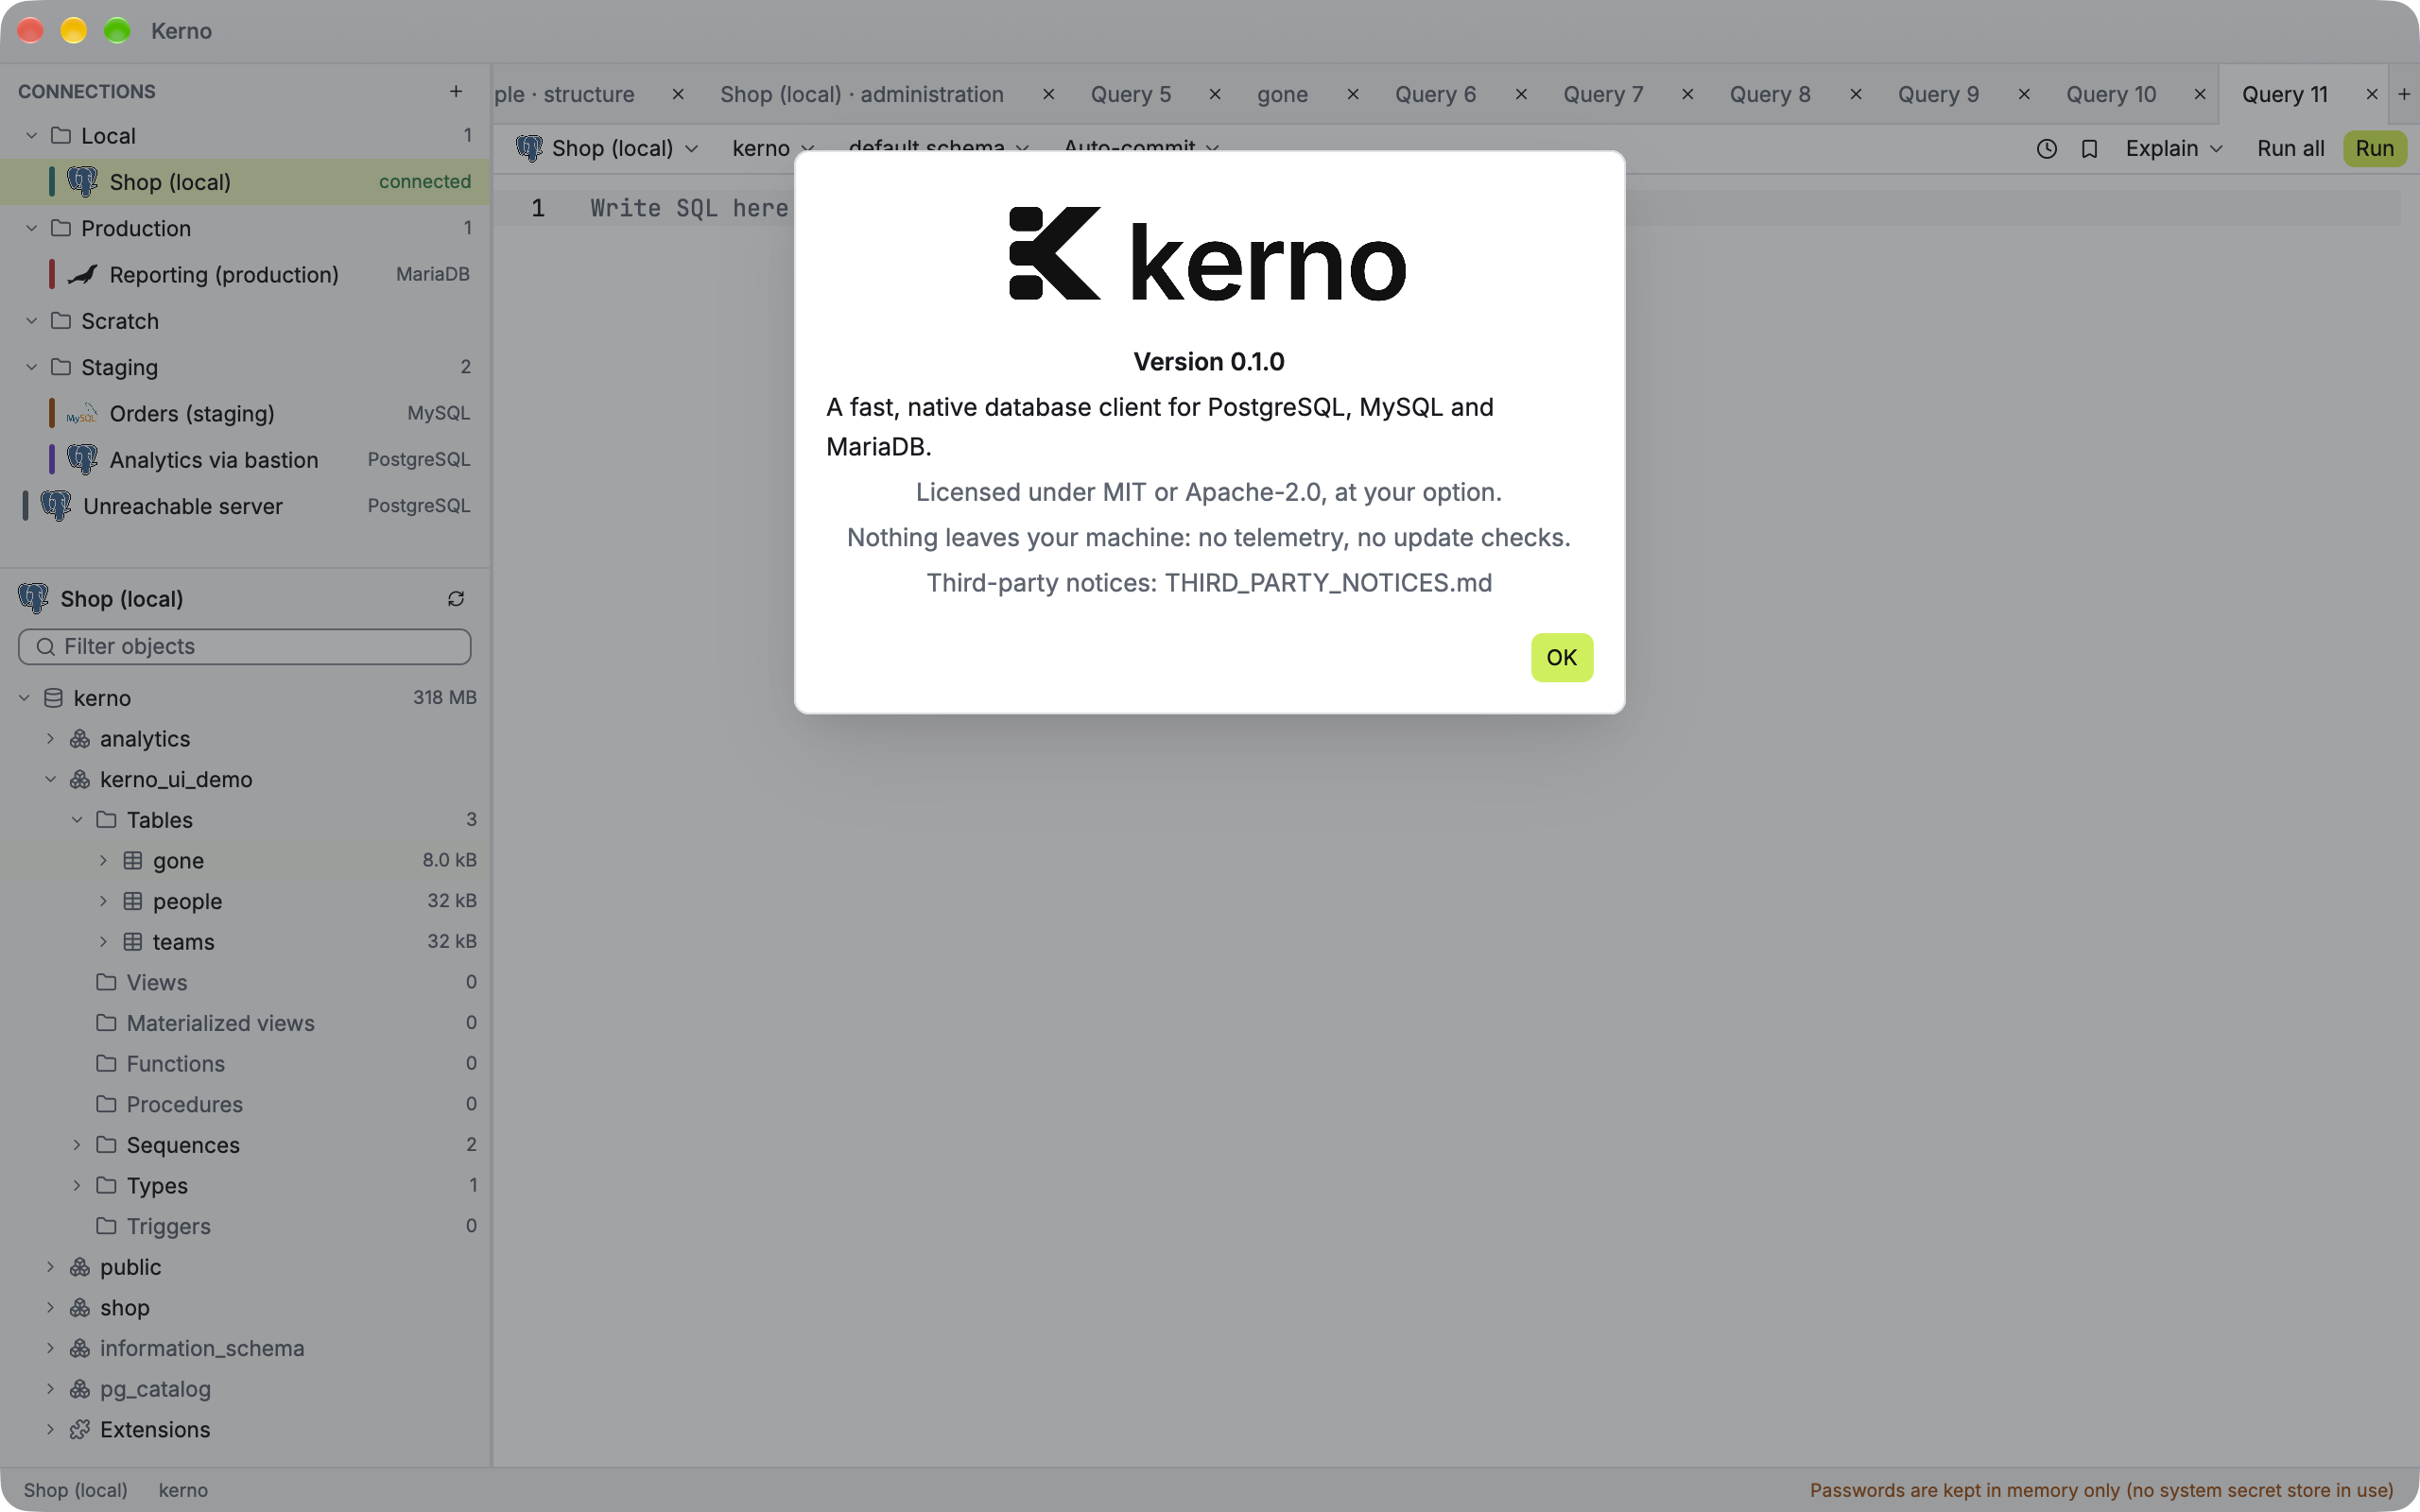 Kerno
CONNECTIONS
Local 1
Shop (local) connected
Production 1
Reporting (production) MariaDB
Scratch
Staging 2
MySQL Orders (staging) MySQL
Analytics via bastion PostgreSQL
Unreachable server PostgreSQL
Shop (local)
Filter objects
kerno 318 MB
analytics
kerno_ui_demo
Tables 3
gone 8.0 kB
people 32 kB
teams 32 kB
Views 0
Materialized views 0
Functions 0
Procedures 0
Sequences 2
Types 1
Triggers 0
public
shop
information_schema
pg_catalog
Extensions
ple · structure Shop (local) · administration Query 5 gone Query 6 Query 7 Query 8 Query 9 Query 10 Query 11
Shop (local) kerno default schema Auto-commit Explain Run all Run
1 Write SQL here
kerno
Version 0.1.0
A fast, native database client for PostgreSQL, MySQL and
MariaDB.
Licensed under MIT or Apache-2.0, at your option.
Nothing leaves your machine: no telemetry, no update checks.
Third-party notices: THIRD_PARTY_NOTICES.md
OK
Shop (local) kerno Passwords are kept in memory only (no system secret store in use)